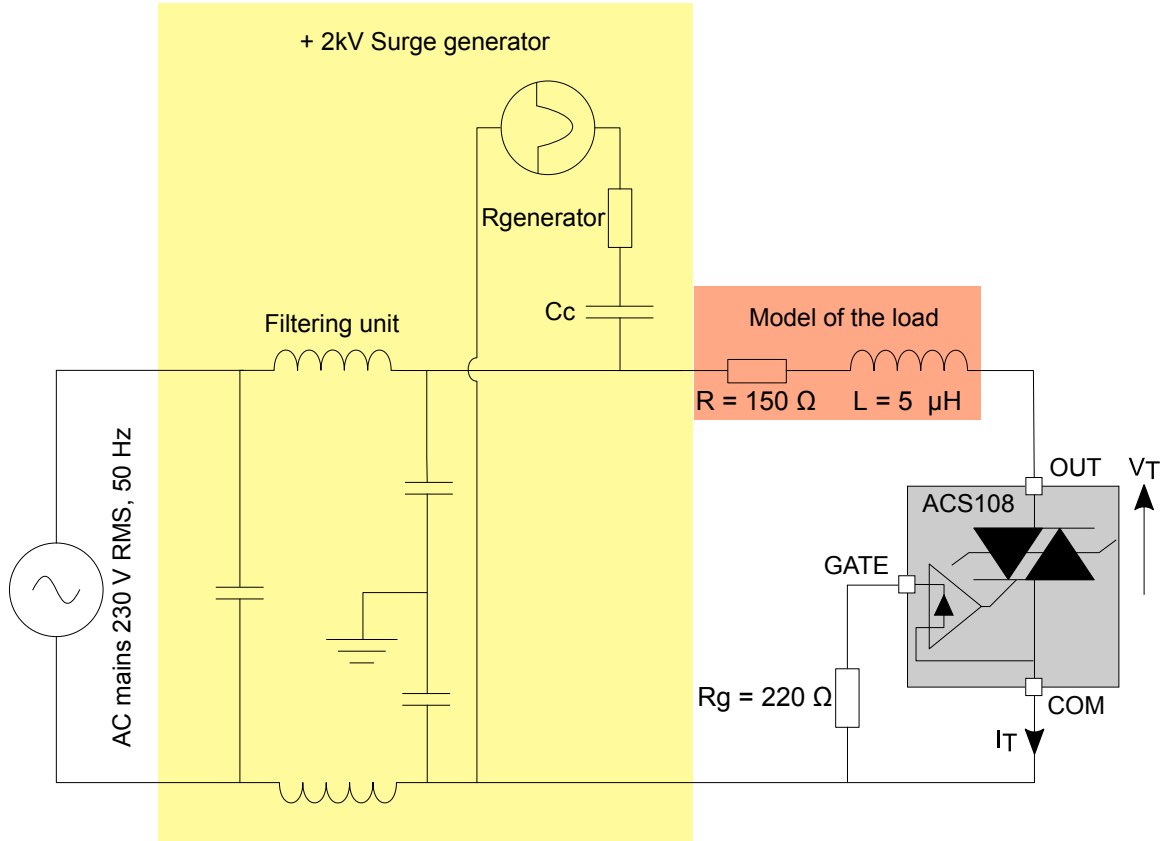 + 2kV Surge generator
Rgenerator
Cc
Filtering unit
Model of the load
R = 150 Ω
L = 5 µH
AC mains 230 V RMS, 50 Hz
OUT
VT
ACS108
GATE
Rg = 220 Ω
COM
IT